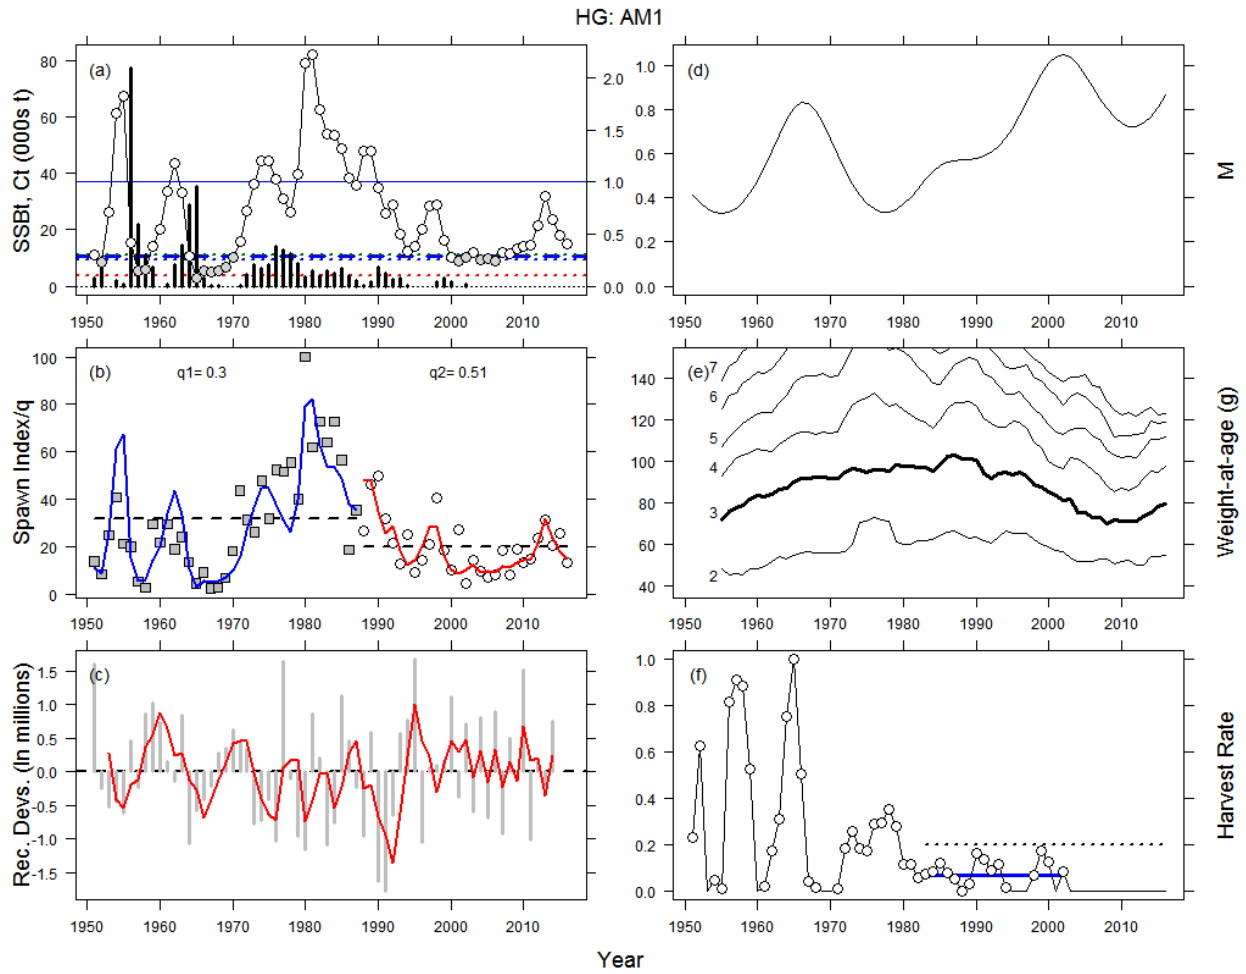 HG: AM1
(a)
SSBt, Ct (000s t)
80
60
40
20
0
2.0
1.5
1.0
0.5
0.0
1950 1960 1970 1980 1990 2000 2010
(d)
M
1.0
0.8
0.6
0.4
0.2
0.0
1950 1960 1970 1980 1990 2000 2010
(b)
q1= 0.3 q2= 0.51
Spawn Index/q
100
80
60
40
20
0
1950 1960 1970 1980 1990 2000 2010
(e)
7
6
5
4
3
2
Weight-at-age (g)
140
120
100
80
60
40
1950 1960 1970 1980 1990 2000 2010
(c)
Rec. Devs. (ln millions)
1.5
1.0
0.5
0.0
-0.5
-1.0
-1.5
1950 1960 1970 1980 1990 2000 2010
(f)
Harvest Rate
1.0
0.8
0.6
0.4
0.2
0.0
1950 1960 1970 1980 1990 2000 2010
Year